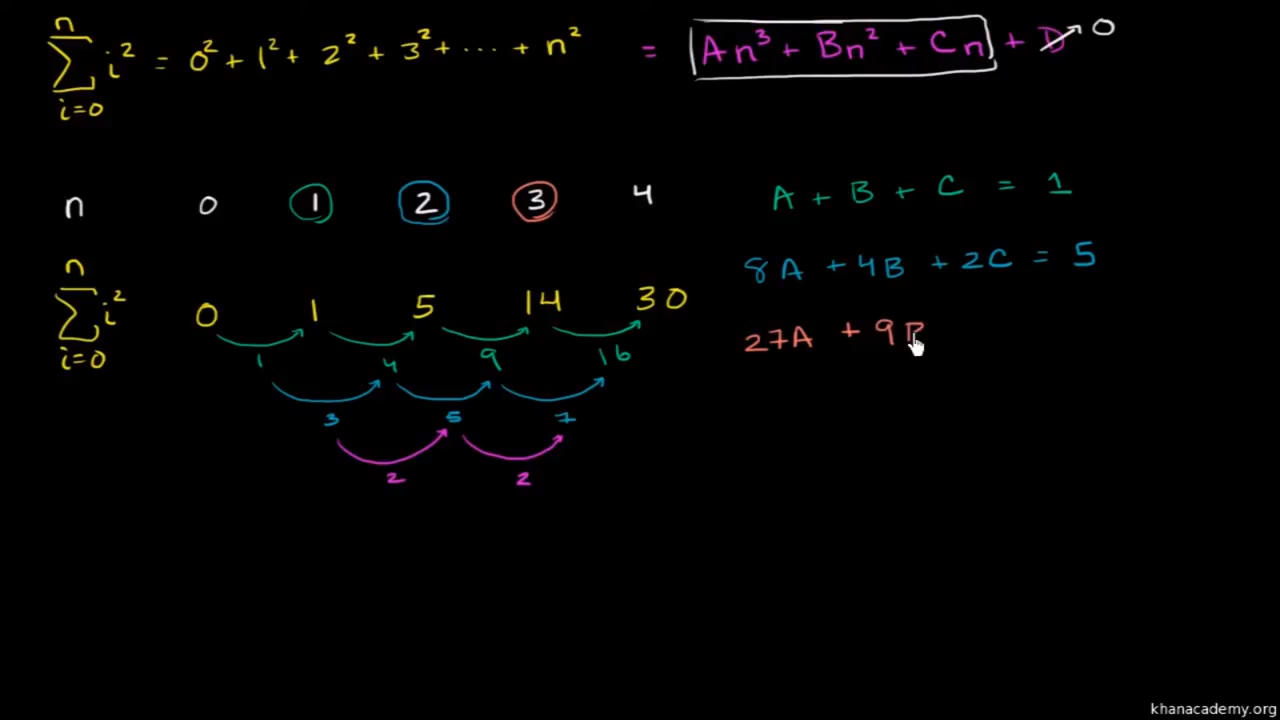 n
∑ i² = 0² + 1² + 2² + 3² + ··· + n² = An³ + Bn² + Cn + D → 0
i=0
n 0 1 2 3 4 A + B + C = 1
n
8A + 4B + 2C = 5
∑ i² 0 1 5 14 30
i=0
27A + 9B
1 4 9 16
3 5 7
2 2
khanacademy.org